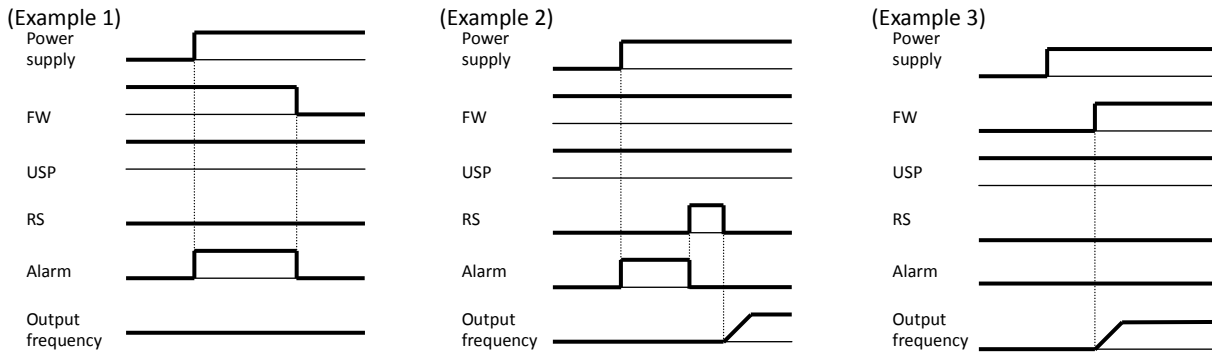 (Example 1)
Power
supply
FW
USP
RS
Alarm
Output
frequency
(Example 2)
Power
supply
FW
USP
RS
Alarm
Output
frequency
(Example 3)
Power
supply
FW
USP
RS
Alarm
Output
frequency